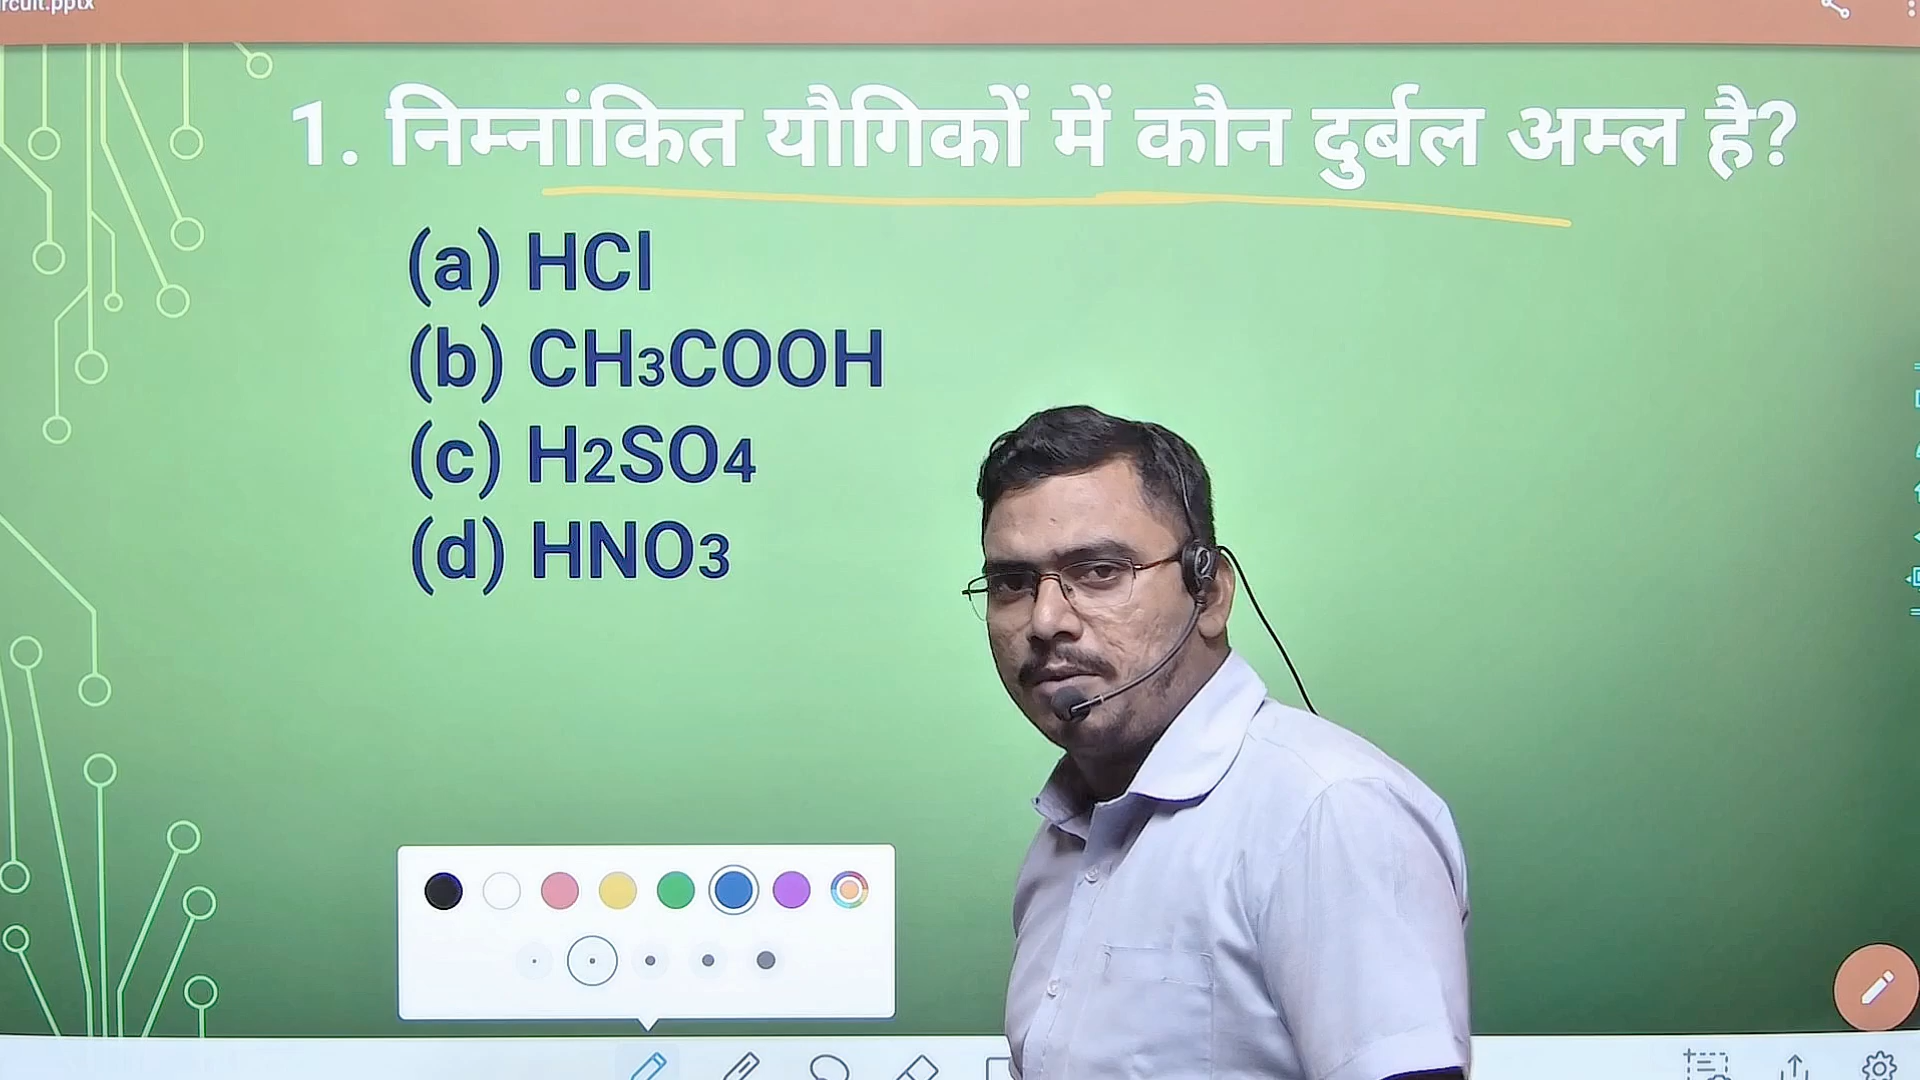 1. निम्नांकित यौगिकों में कौन दुर्बल अम्ल है?
(a) HCl
(b) CH3COOH
(c) H2SO4
(d) HNO3